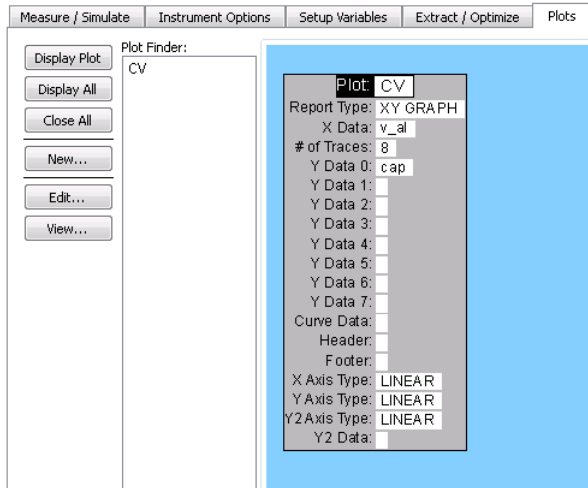 Measure / Simulate Instrument Options Setup Variables Extract / Optimize Plots
Display Plot
Display All
Close All
New...
Edit...
View...
Plot Finder:
CV
Plot: CV
Report Type: XY GRAPH
X Data: v_al
# of Traces: 8
Y Data 0: cap
Y Data 1:
Y Data 2:
Y Data 3:
Y Data 4:
Y Data 5:
Y Data 6:
Y Data 7:
Curve Data:
Header:
Footer:
X Axis Type: LINEAR
Y Axis Type: LINEAR
Y2 Axis Type: LINEAR
Y2 Data: